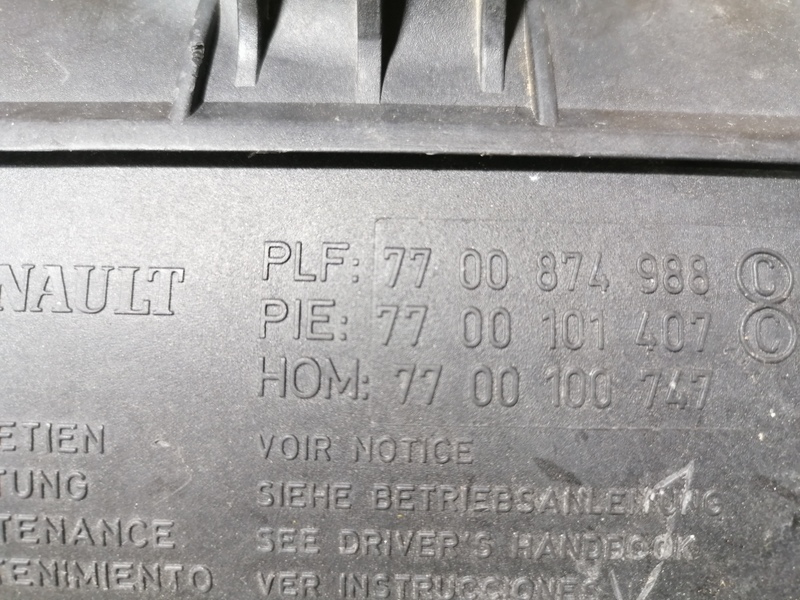 NAULT
PLF: 77 00 874 988 C
PIE: 77 00 101 407 C
HOM: 77 00 100 747
ETIEN VOIR NOTICE
TUNG SIEHE BETRIEBSANLEITUNG
TENANCE SEE DRIVER'S HANDBOOK
TENIMIENTO VER INSTRUCCIONES